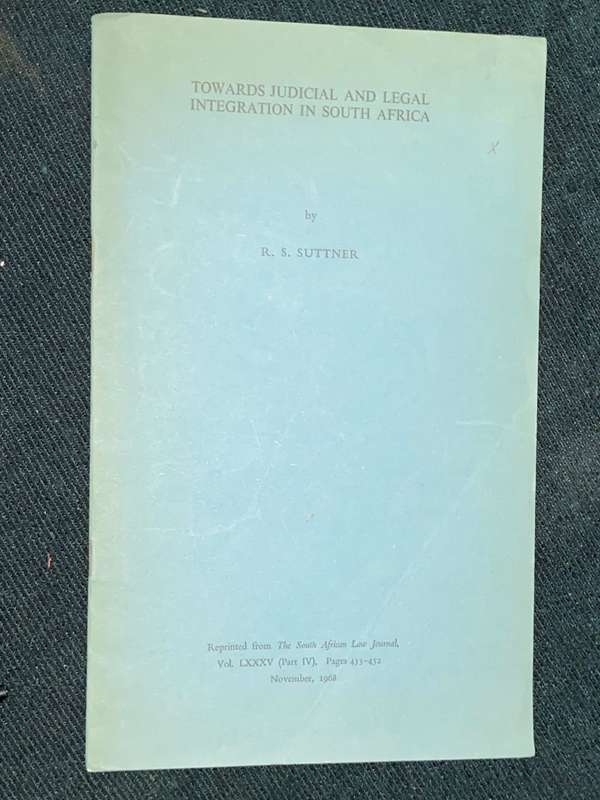 TOWARDS JUDICIAL AND LEGAL
INTEGRATION IN SOUTH AFRICA
by
R. S. SUTTNER
Reprinted from The South African Law Journal,
Vol. LXXXV (Part IV), Pages 433-452
November, 1968